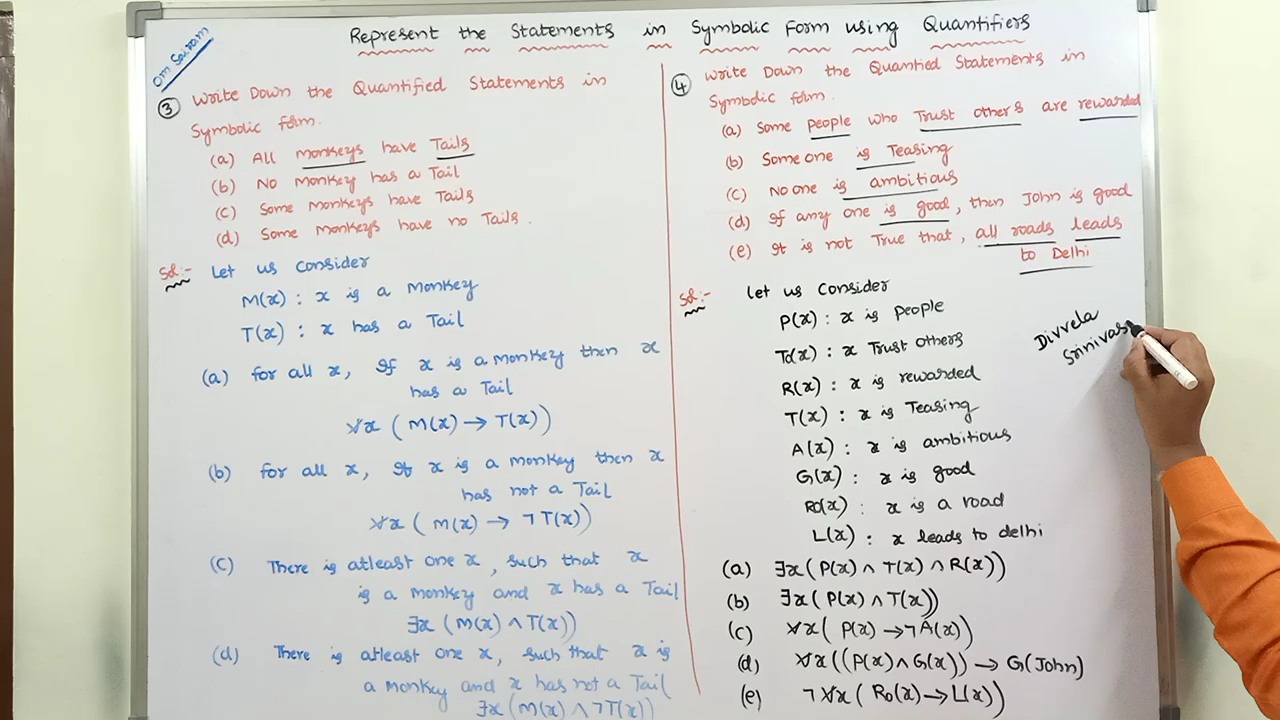 Om Sairam
Represent the Statements in Symbolic Form using Quantifiers
③ Write Down the Quantified Statements in
Symbolic form.
(a) All monkeys have Tails
(b) No Monkey has a Tail
(c) Some monkeys have Tails
(d) Some Monkeys have no Tails.
Sol:- Let us consider
M(x) : x is a Monkey
T(x) : x has a Tail
(a) for all x, If x is a monkey then x
has a Tail
∀x ( M(x) → T(x))
(b) for all x, If x is a monkey then x
has not a Tail
∀x ( M(x) → ¬T(x))
(C) There is atleast one x, such that x
is a monkey and x has a Tail
∃x (M(x) ∧ T(x))
(d) There is atleast one x, such that x is
a monkey and x has not a Tail
∃x (M(x) ∧ ¬T(x))
④ Write Down the Quantied Statements in
Symbolic form.
(a) Some people who Trust others are rewarded
(b) Some one is Teasing
(c) No one is ambitious
(d) If any one is good, then John is good
(e) It is not True that, all roads leads
to Delhi
Sol:- let us Consider
P(x) : x is people
To(x) : x Trust others
R(x) : x is rewarded
T(x) : x is Teasing
A(x) : x is ambitious
G(x) : x is good
RO(x) : x is a road
L(x) : x leads to delhi
(a) ∃x(P(x) ∧ T(x) ∧ R(x))
(b) ∃x( P(x) ∧ T(x))
(c) ∀x( P(x) → ¬A(x))
(d) ∀x((P(x) ∧ G(x)) → G(John)
(e) ¬∀x( Ro(x) → L(x))
Divvela
Srinivas